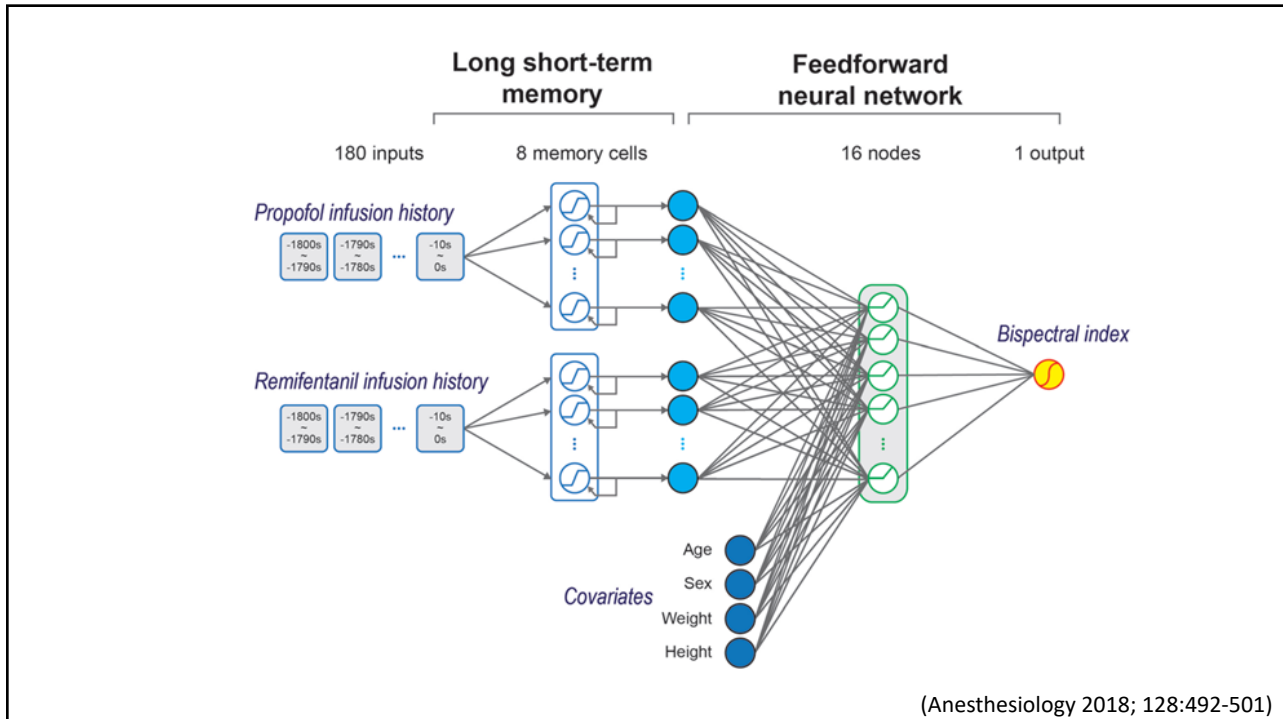 Long short-term
memory
Feedforward
neural network
180 inputs
8 memory cells
16 nodes
1 output
Propofol infusion history
-1800s
~
-1790s
-1790s
~
-1780s
...
-10s
~
0s
...
...
Remifentanil infusion history
-1800s
~
-1790s
-1790s
~
-1780s
...
-10s
~
0s
...
...
...
Bispectral index
Covariates
Age
Sex
Weight
Height
(Anesthesiology 2018; 128:492-501)